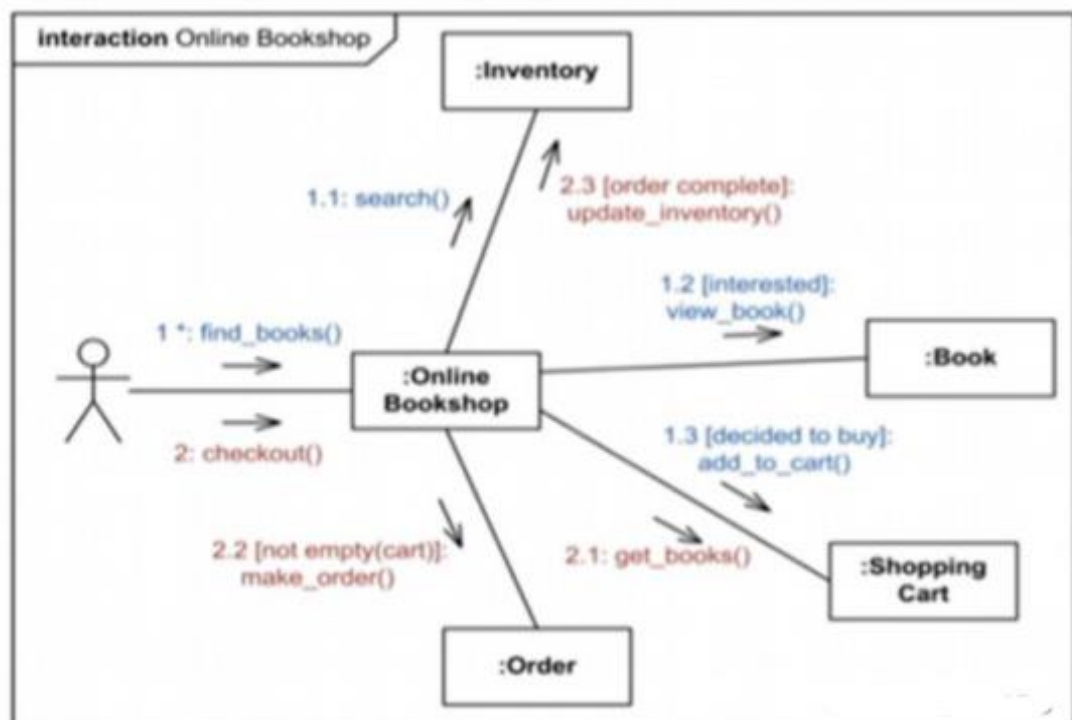 interaction Online Bookshop
:Inventory
1.1: search()
2.3 [order complete]:
update_inventory()
1.2 [interested]:
view_book()
1 *: find_books()
:Online
Bookshop
:Book
2: checkout()
1.3 [decided to buy]:
add_to_cart()
2.2 [not empty(cart)]:
make_order()
2.1: get_books()
:Shopping
Cart
:Order